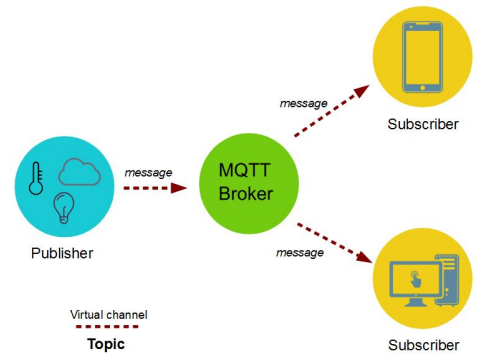 message
Subscriber
message
MQTT
Broker
Publisher
message
Virtual channel
Topic
Subscriber